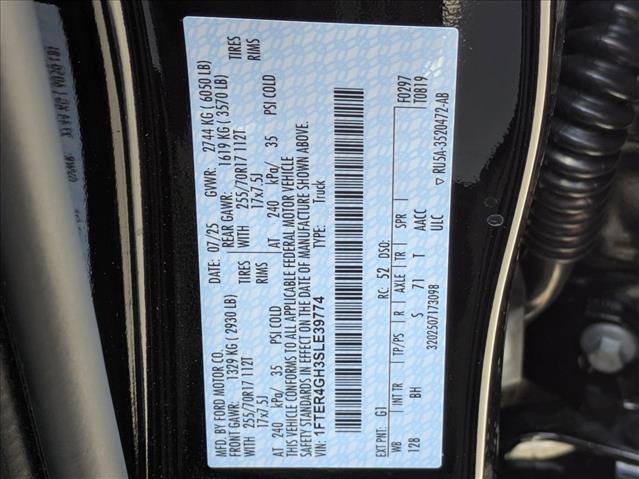 MFD. BY FORD MOTOR CO. DATE: 07/25 GVWR: 2744 KG ( 6050 LB)
FRONT GAWR: 1329 KG ( 2930 LB) REAR GAWR: 1619 KG ( 3570 LB)
WITH 255/70R17 112T TIRES WITH 255/70R17 112T TIRES
17x7.5J RIMS 17x7.5J RIMS
AT 240 kPa/ 35 PSI COLD AT 240 kPa/ 35 PSI COLD
THIS VEHICLE CONFORMS TO ALL APPLICABLE FEDERAL MOTOR VEHICLE
SAFETY STANDARDS IN EFFECT ON THE DATE OF MANUFACTURE SHOWN ABOVE.
VIN: 1FTER4GH3SLE39774 TYPE: Truck
F0297
T0819
EXT PNT: G1 RC: 52 DSO:
WB INT TR TP/PS R AXLE TR SPR
128 BH S 71 T AACC
ULC
3202507173098 ▽ RU5A-3520472-AB